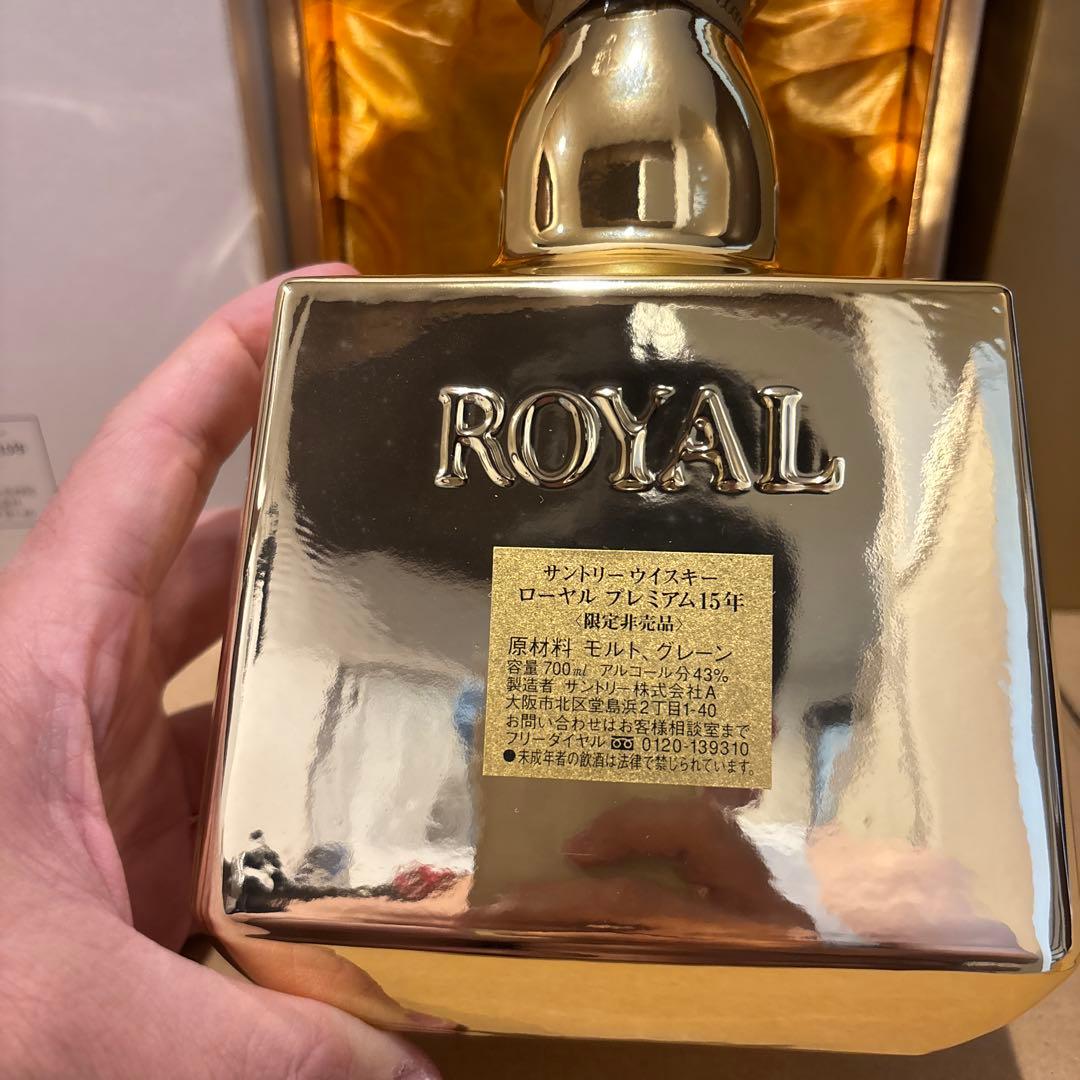 ROYAL
サントリーウイスキー
ローヤル プレミアム15年
〈限定非売品〉
原材料 モルト、グレーン
容量 700ml アルコール分43%
製造者 サントリー株式会社A
大阪市北区堂島浜2丁目1-40
お問い合わせはお客様相談室まで
フリーダイヤル 0120-139310
●未成年者の飲酒は法律で禁じられています。